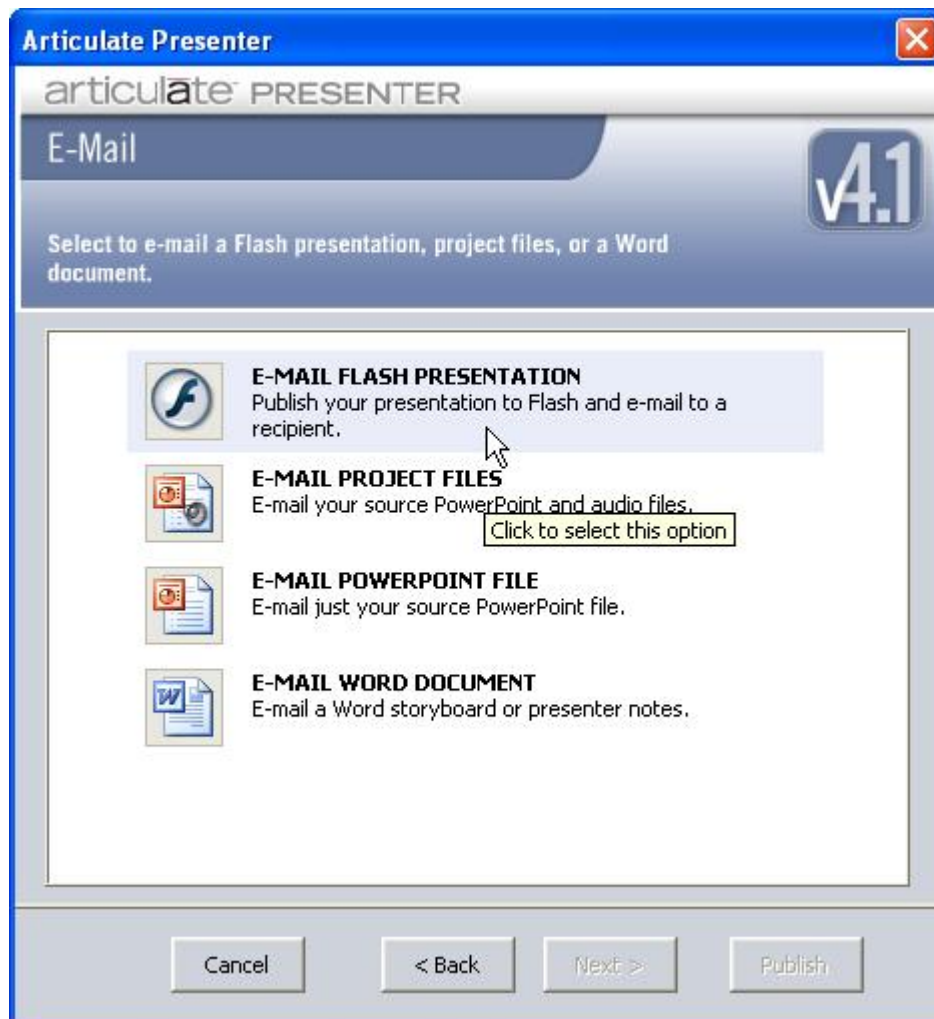 Articulate Presenter
articulāte PRESENTER
E-Mail
v4.1
Select to e-mail a Flash presentation, project files, or a Word
document.
E-MAIL FLASH PRESENTATION
Publish your presentation to Flash and e-mail to a
recipient.
E-MAIL PROJECT FILES
E-mail your source PowerPoint and audio files.
Click to select this option
E-MAIL POWERPOINT FILE
E-mail just your source PowerPoint file.
E-MAIL WORD DOCUMENT
E-mail a Word storyboard or presenter notes.
Cancel
< Back
Next >
Publish